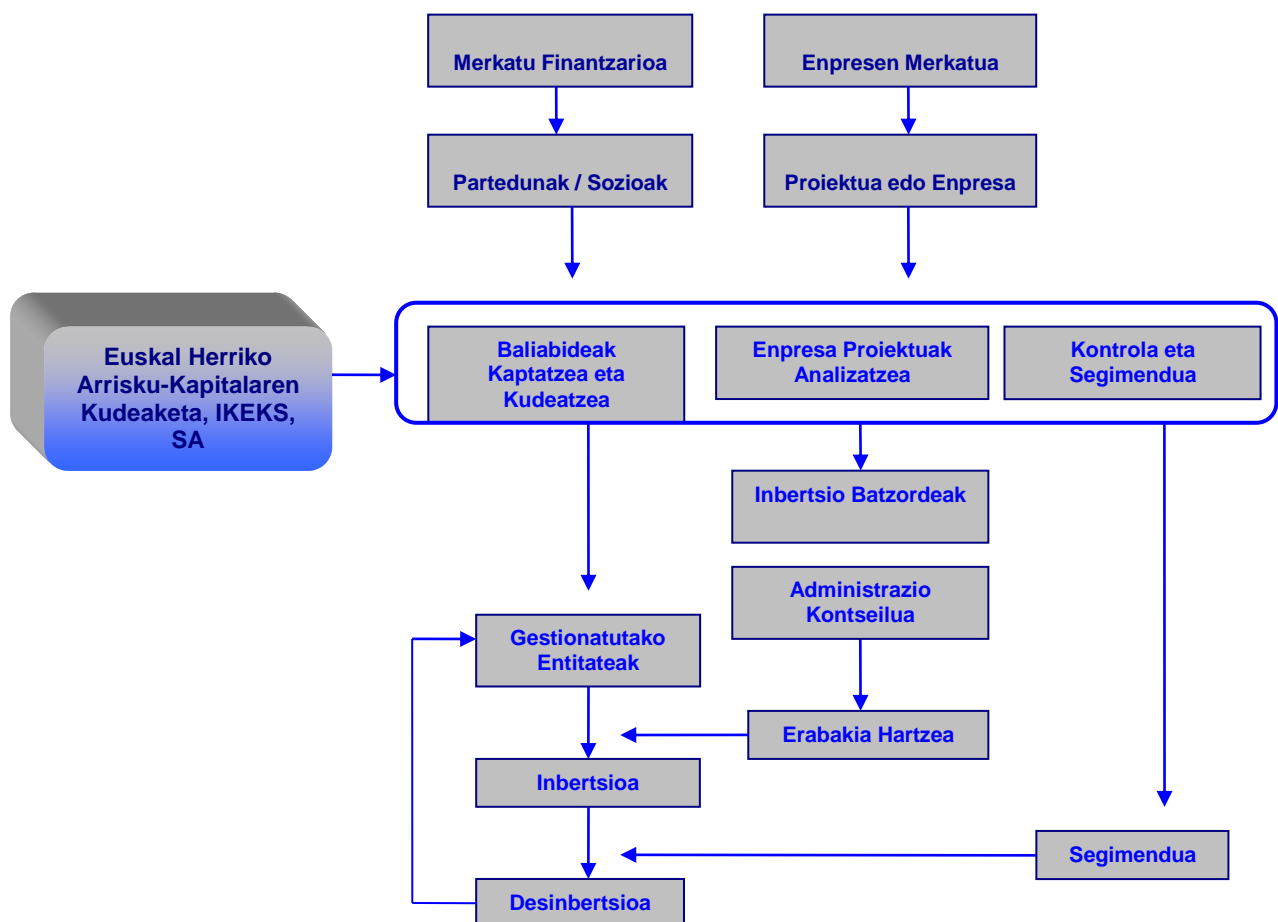 Merkatu Finantzarioa
Enpresen Merkatua
Partedunak / Sozioak
Proiektua edo Enpresa
Euskal Herriko
Arrisku-Kapitalaren
Kudeaketa, IKEKS,
SA
Baliabideak
Kaptatzea eta
Kudeatzea
Enpresa Proiektuak
Analizatzea
Kontrola eta
Segimendua
Inbertsio Batzordeak
Administrazio
Kontseilua
Gestionatutako
Entitateak
Erabakia Hartzea
Inbertsioa
Segimendua
Desinbertsioa